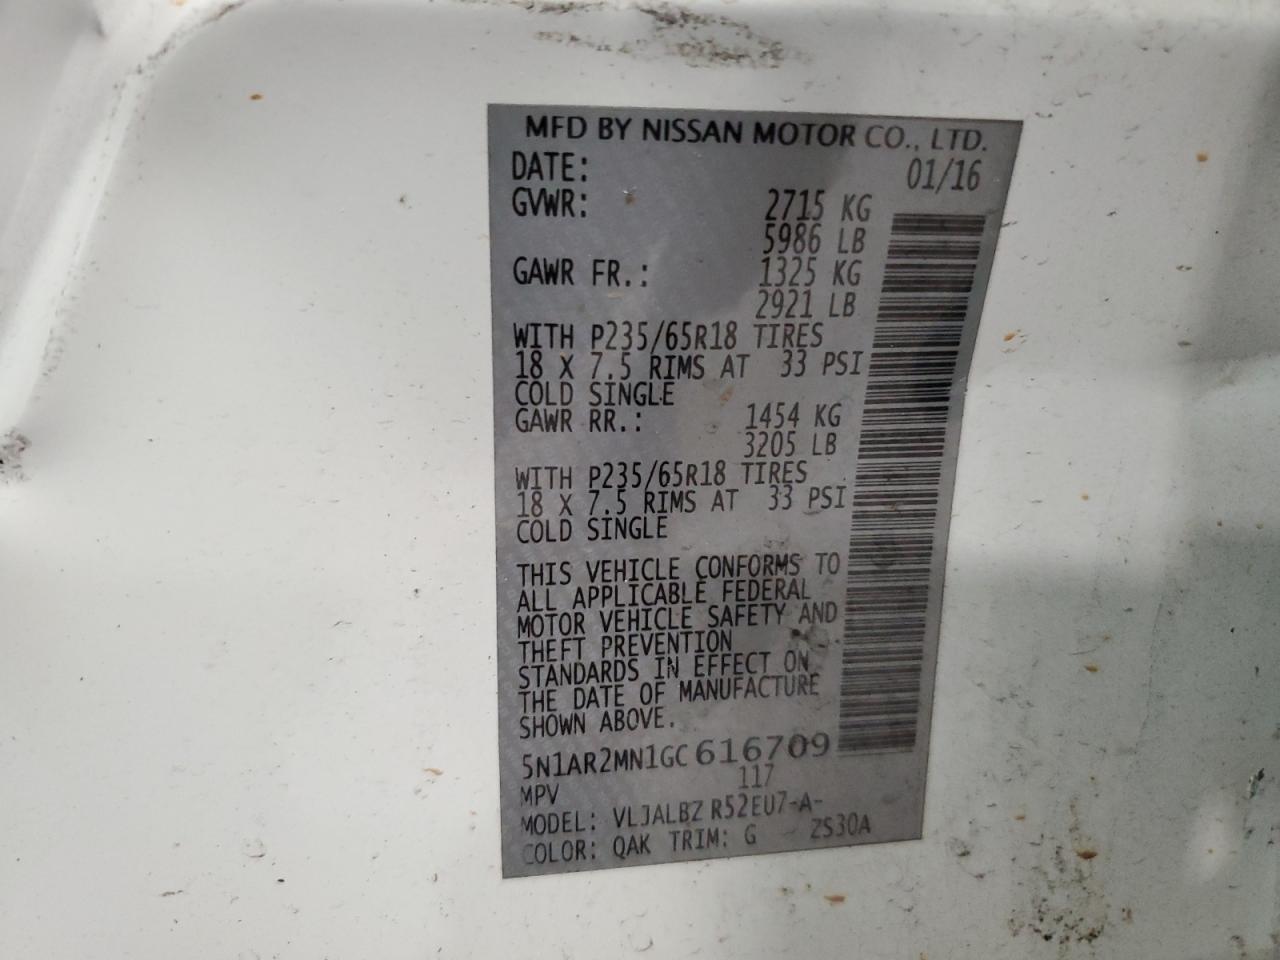 MFD BY NISSAN MOTOR CO., LTD.
DATE: 01/16
GVWR: 2715 KG
5986 LB
GAWR FR.: 1325 KG
2921 LB
WITH P235/65R18 TIRES
18 X 7.5 RIMS AT 33 PSI
COLD SINGLE
GAWR RR.: 1454 KG
3205 LB
WITH P235/65R18 TIRES
18 X 7.5 RIMS AT 33 PSI
COLD SINGLE
THIS VEHICLE CONFORMS TO
ALL APPLICABLE FEDERAL
MOTOR VEHICLE SAFETY AND
THEFT PREVENTION
STANDARDS IN EFFECT ON
THE DATE OF MANUFACTURE
SHOWN ABOVE.
5N1AR2MN1GC616709
117
MPV
MODEL: VLJALBZ R52EU7-A-
COLOR: QAK TRIM: G ZS30A